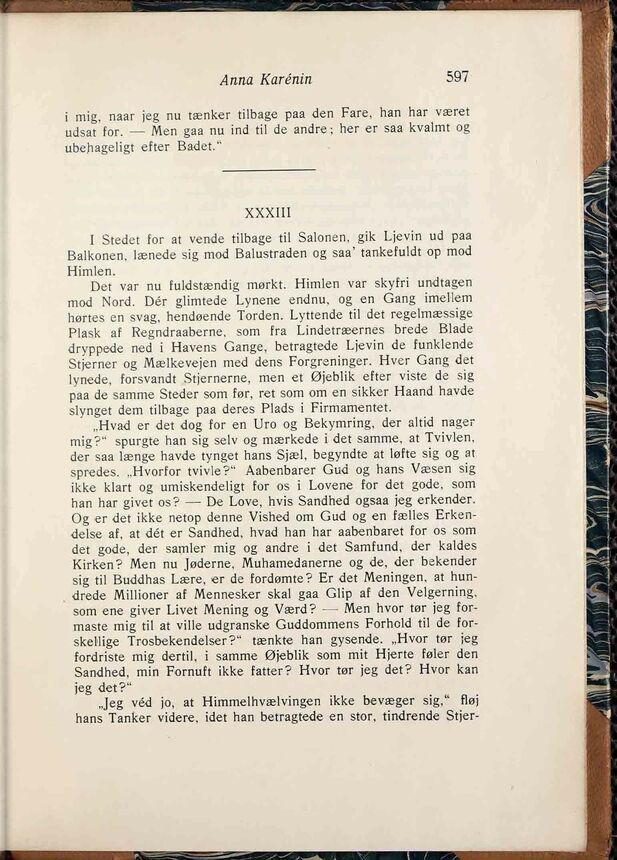 Anna Karénin 597
i mig, naar jeg nu tænker tilbage paa den Fare, han har været
udsat for. — Men gaa nu ind til de andre; her er saa kvalmt og
ubehageligt efter Badet.“
XXXIII
I Stedet for at vende tilbage til Salonen, gik Ljevin ud paa
Balkonen, lænede sig mod Balustraden og saa' tankefuldt op mod
Himlen.
Det var nu fuldstændig mørkt. Himlen var skyfri undtagen
mod Nord. Dér glimtede Lynene endnu, og en Gang imellem
hørtes en svag, hendøende Torden. Lyttende til det regelmæssige
Plask af Regndraaberne, som fra Lindetræernes brede Blade
dryppede ned i Havens Gange, betragtede Ljevin de funklende
Stjerner og Mælkevejen med dens Forgreninger. Hver Gang det
lynede, forsvandt Stjernerne, men et Øjeblik efter viste de sig
paa de samme Steder som før, ret som om en sikker Haand havde
slynget dem tilbage paa deres Plads i Firmamentet.
„Hvad er det dog for en Uro og Bekymring, der altid nager
mig?“ spurgte han sig selv og mærkede i det samme, at Tvivlen,
der saa længe havde tynget hans Sjæl, begyndte at løfte sig og at
spredes. „Hvorfor tvivle?“ Aabenbarer Gud og hans Væsen sig
ikke klart og umiskendeligt for os i Lovene for det gode, som
han har givet os? — De Love, hvis Sandhed ogsaa jeg erkender.
Og er det ikke netop denne Vished om Gud og en fælles Erken-
delse af, at dét er Sandhed, hvad han har aabenbaret for os som
det gode, der samler mig og andre i det Samfund, der kaldes
Kirken? Men nu Jøderne, Muhamedanerne og de, der bekender
sig til Buddhas Lære, er de fordømte? Er det Meningen, at hun-
drede Millioner af Mennesker skal gaa Glip af den Velgerning,
som ene giver Livet Mening og Værd? — Men hvor tør jeg for-
maste mig til at ville udgranske Guddommens Forhold til de for-
skellige Trosbekendelser?“ tænkte han gysende. „Hvor tør jeg
fordriste mig dertil, i samme Øjeblik som mit Hjerte føler den
Sandhed, min Fornuft ikke fatter? Hvor tør jeg det? Hvor kan
jeg det?“
„Jeg véd jo, at Himmelhvælvingen ikke bevæger sig,“ fløj
hans Tanker videre, idet han betragtede en stor, tindrende Stjer-